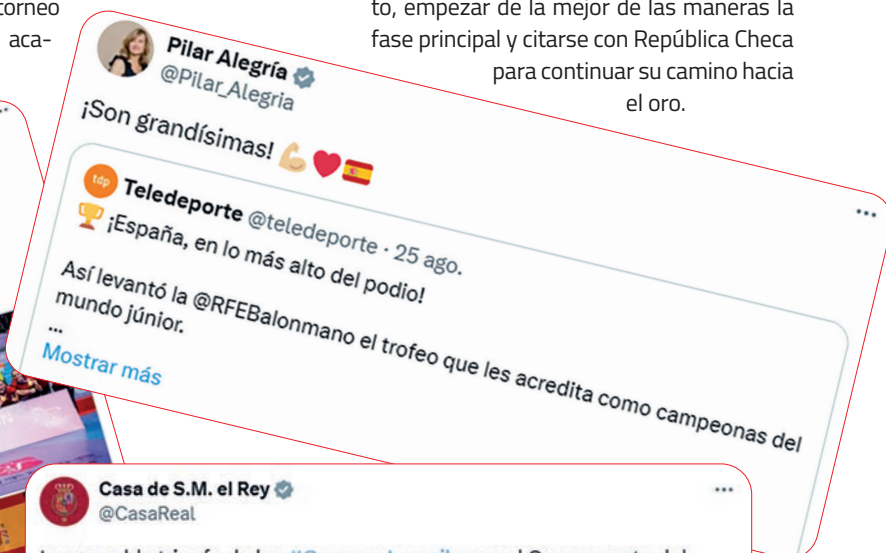 torneo
aca-
to, empezar de la mejor de las maneras la
fase principal y citarse con República Checa
para continuar su camino hacia
el oro.
Pilar Alegría
@Pilar_Alegria
¡Son grandísimas! 💪🏼❤️🇪🇸
tdp
Teledeporte @teledeporte · 25 ago.
🏆 ¡España, en lo más alto del podio!
Así levantó la @RFEBalonmano el trofeo que les acredita como campeonas del
mundo júnior.
...
Mostrar más
Casa de S.M. el Rey
@CasaReal